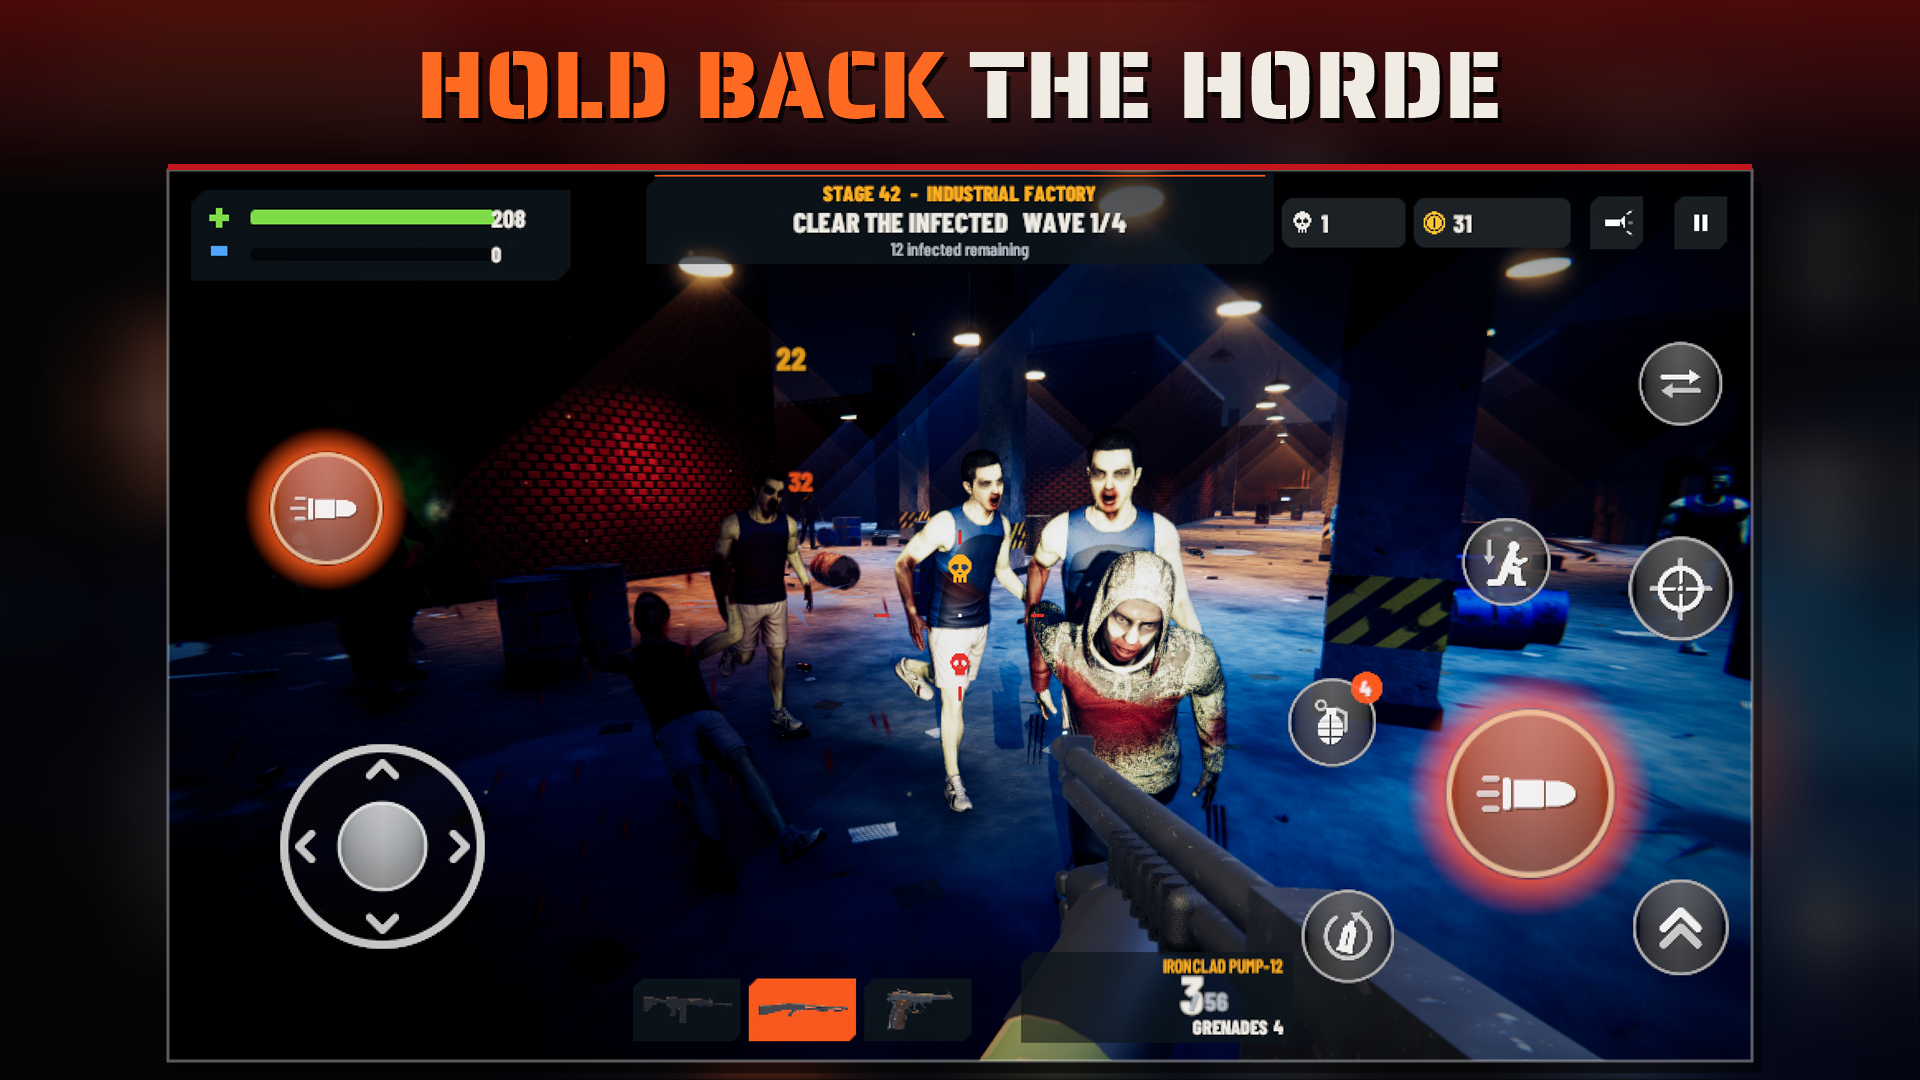 HOLD BACK THE HORDE
208
0
STAGE 42 - INDUSTRIAL FACTORY
CLEAR THE INFECTED WAVE 1/4
12 infected remaining
1
31
22
32
4
IRONCLAD PUMP-12
3/56
GRENADES 4